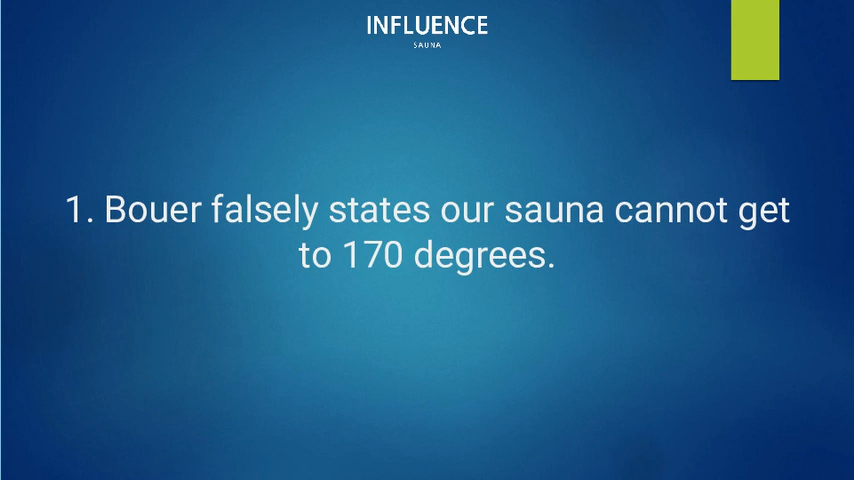 INFLUENCE
SAUNA
1. Bouer falsely states our sauna cannot get
to 170 degrees.